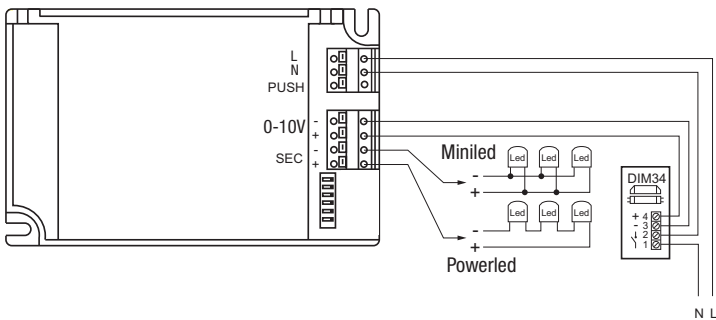 L
N
PUSH
0-10V
-
+
SEC
-
+
Miniled
Led Led Led
-
+
Led Led Led
-
+
Powerled
DIM34
+ 4
- 3
2
1
N L